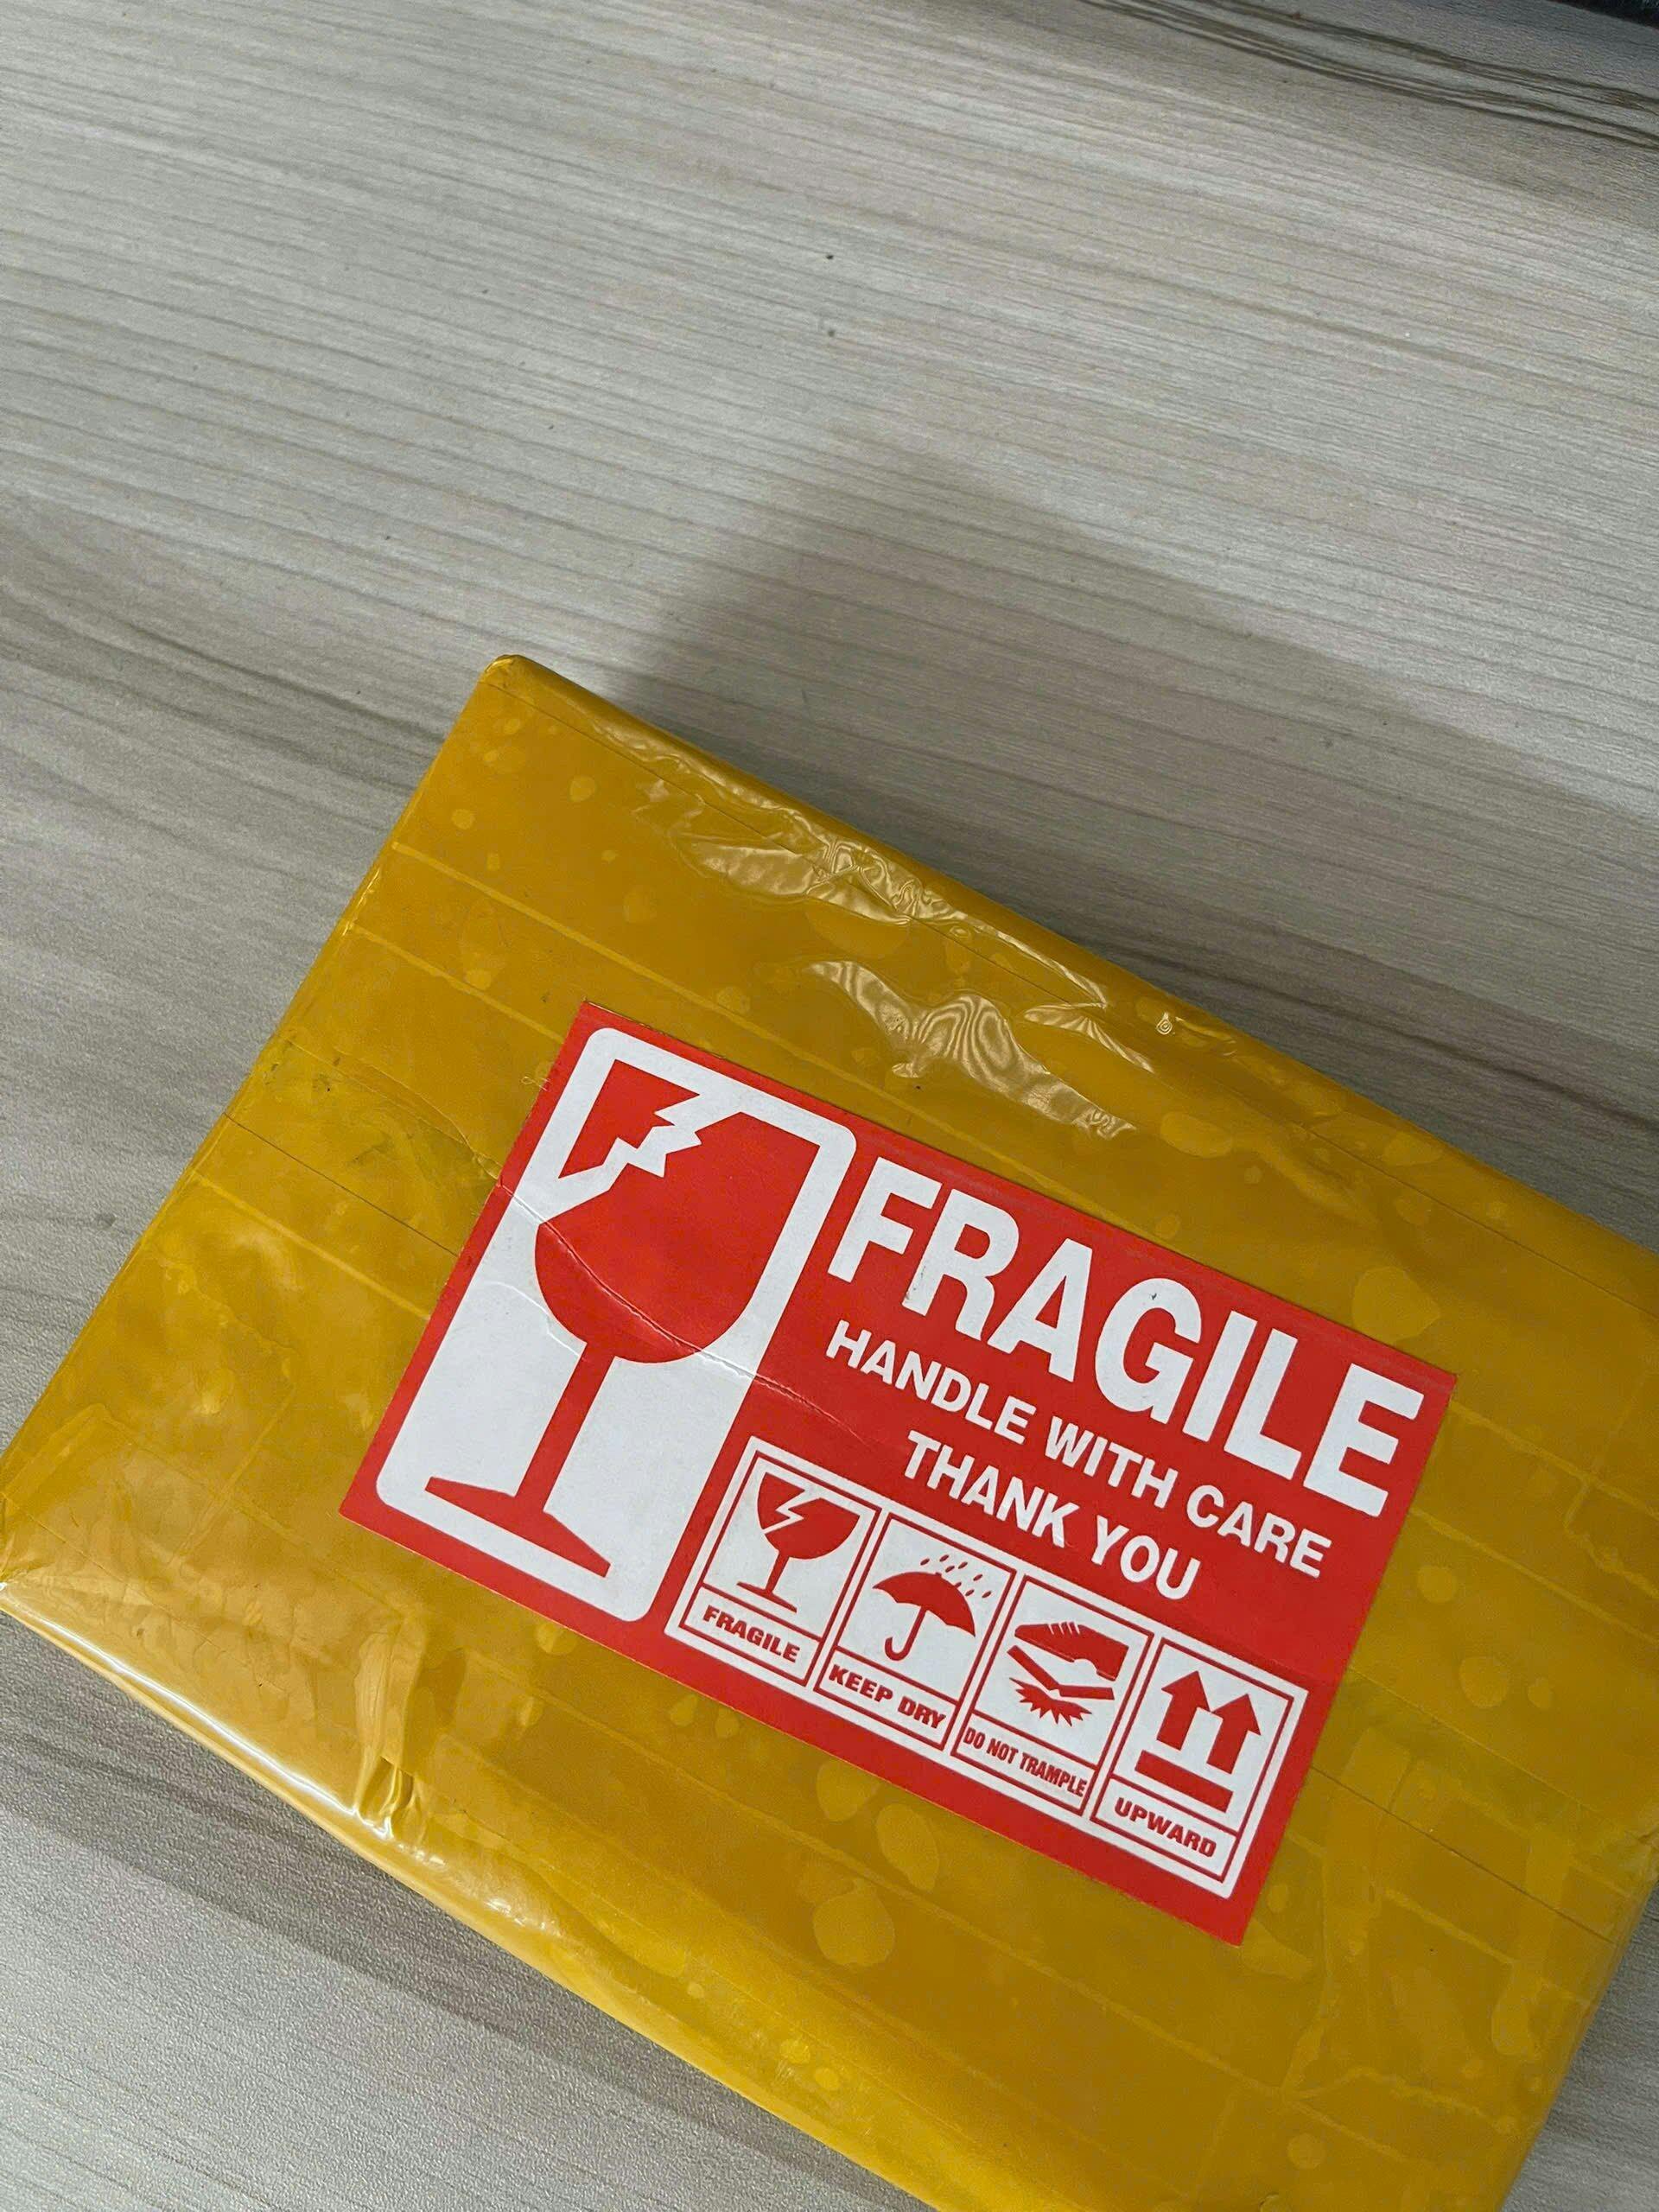 FRAGILE
HANDLE WITH CARE
THANK YOU
FRAGILE
KEEP DRY
DO NOT TRAMPLE
UPWARD